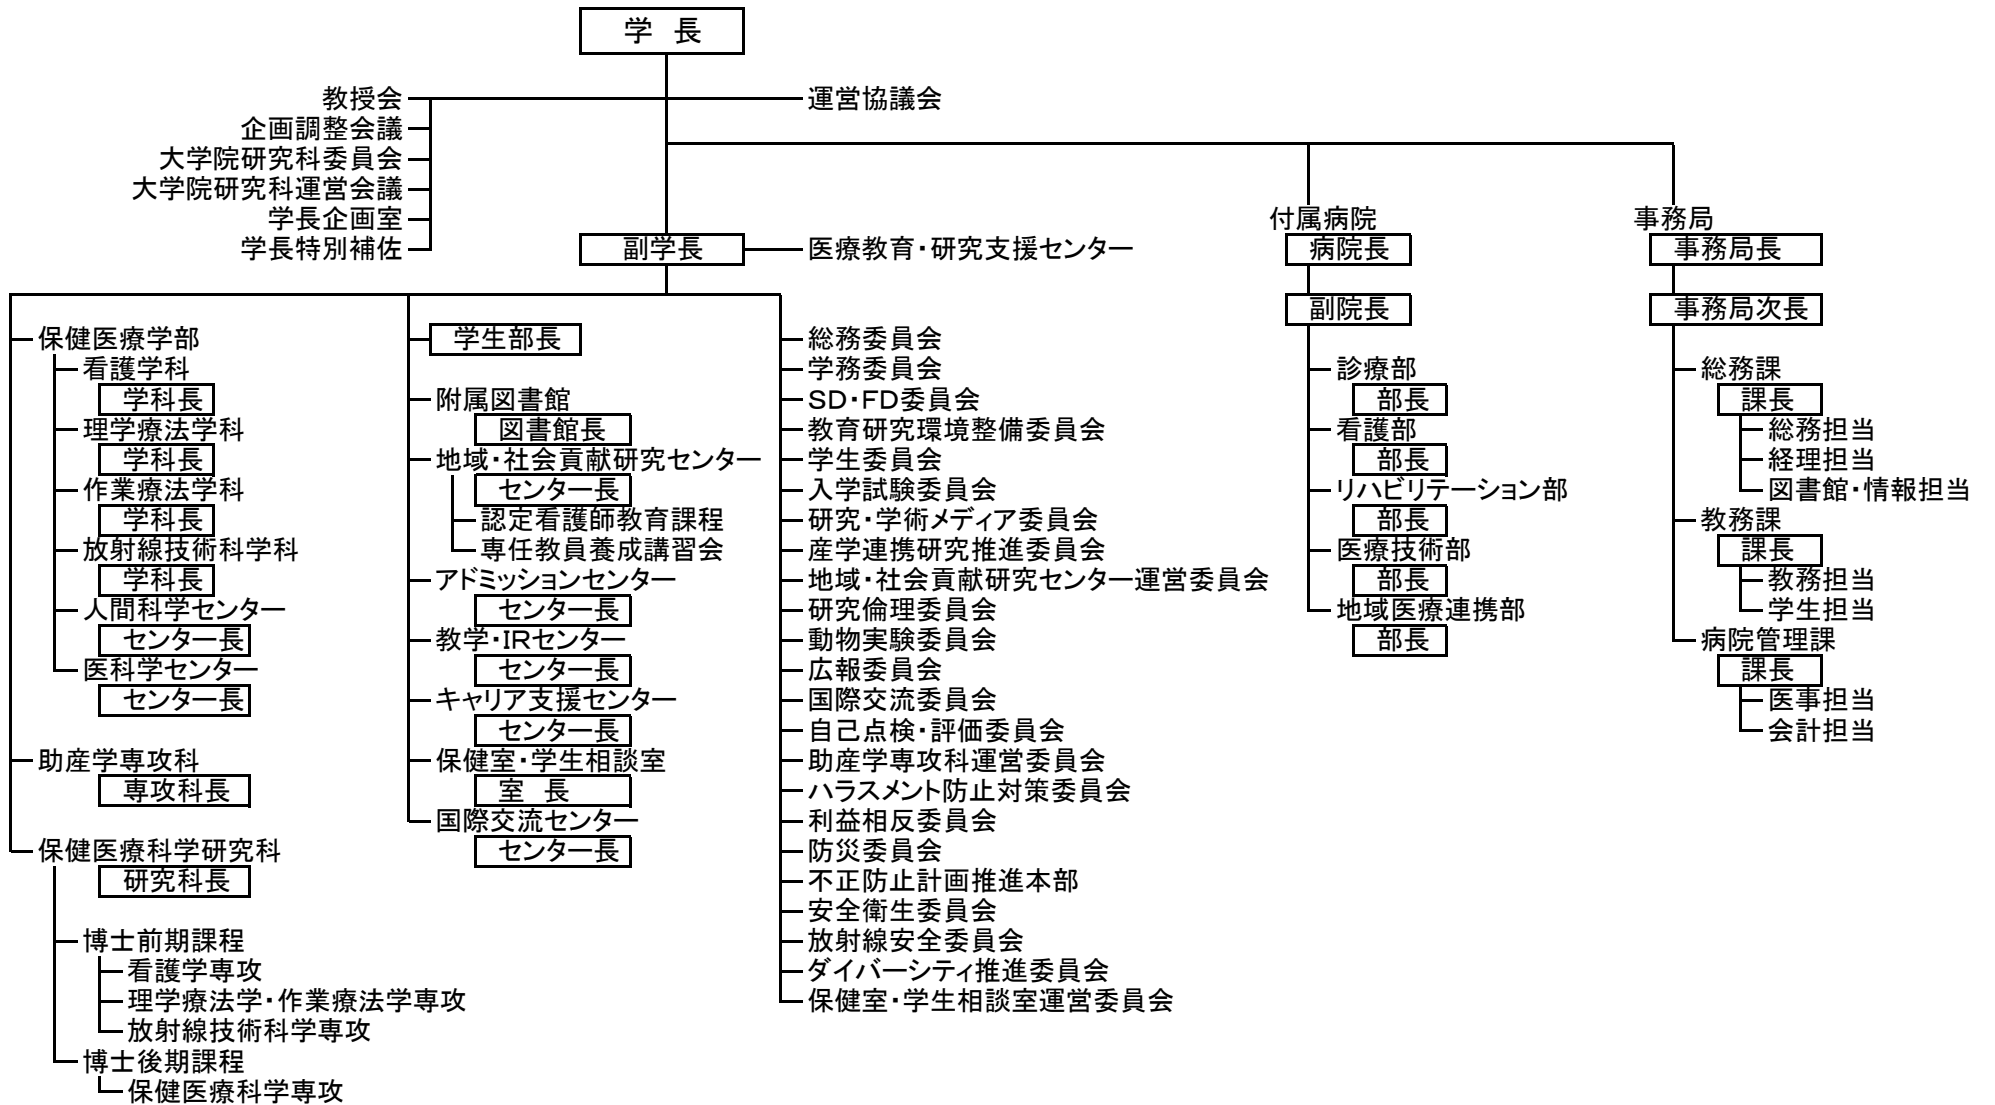 学　長
教授会
企画調整会議
大学院研究科委員会
大学院研究科運営会議
学長企画室
学長特別補佐
運営協議会
副学長
医療教育・研究支援センター
保健医療学部
看護学科
学科長
理学療法学科
学科長
作業療法学科
学科長
放射線技術科学科
学科長
人間科学センター
センター長
医科学センター
センター長
助産学専攻科
専攻科長
保健医療科学研究科
研究科長
博士前期課程
看護学専攻
理学療法学・作業療法学専攻
放射線技術科学専攻
博士後期課程
保健医療科学専攻
学生部長
附属図書館
図書館長
地域・社会貢献研究センター
センター長
認定看護師教育課程
専任教員養成講習会
アドミッションセンター
センター長
教学・IRセンター
センター長
キャリア支援センター
センター長
保健室・学生相談室
室　長
国際交流センター
センター長
総務委員会
学務委員会
SD・FD委員会
教育研究環境整備委員会
学生委員会
入学試験委員会
研究・学術メディア委員会
産学連携研究推進委員会
地域・社会貢献研究センター運営委員会
研究倫理委員会
動物実験委員会
広報委員会
国際交流委員会
自己点検・評価委員会
助産学専攻科運営委員会
ハラスメント防止対策委員会
利益相反委員会
防災委員会
不正防止計画推進本部
安全衛生委員会
放射線安全委員会
ダイバーシティ推進委員会
保健室・学生相談室運営委員会
付属病院
病院長
副院長
診療部
部長
看護部
部長
リハビリテーション部
部長
医療技術部
部長
地域医療連携部
部長
事務局
事務局長
事務局次長
総務課
課長
総務担当
経理担当
図書館・情報担当
教務課
課長
教務担当
学生担当
病院管理課
課長
医事担当
会計担当